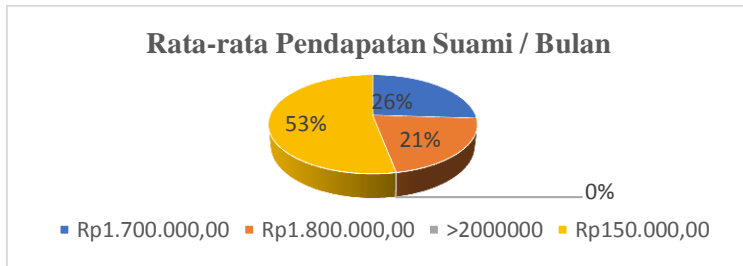 Rata-rata Pendapatan Suami / Bulan
26%
53%
21%
0%
Rp1.700.000,00 Rp1.800.000,00 >2000000 Rp150.000,00